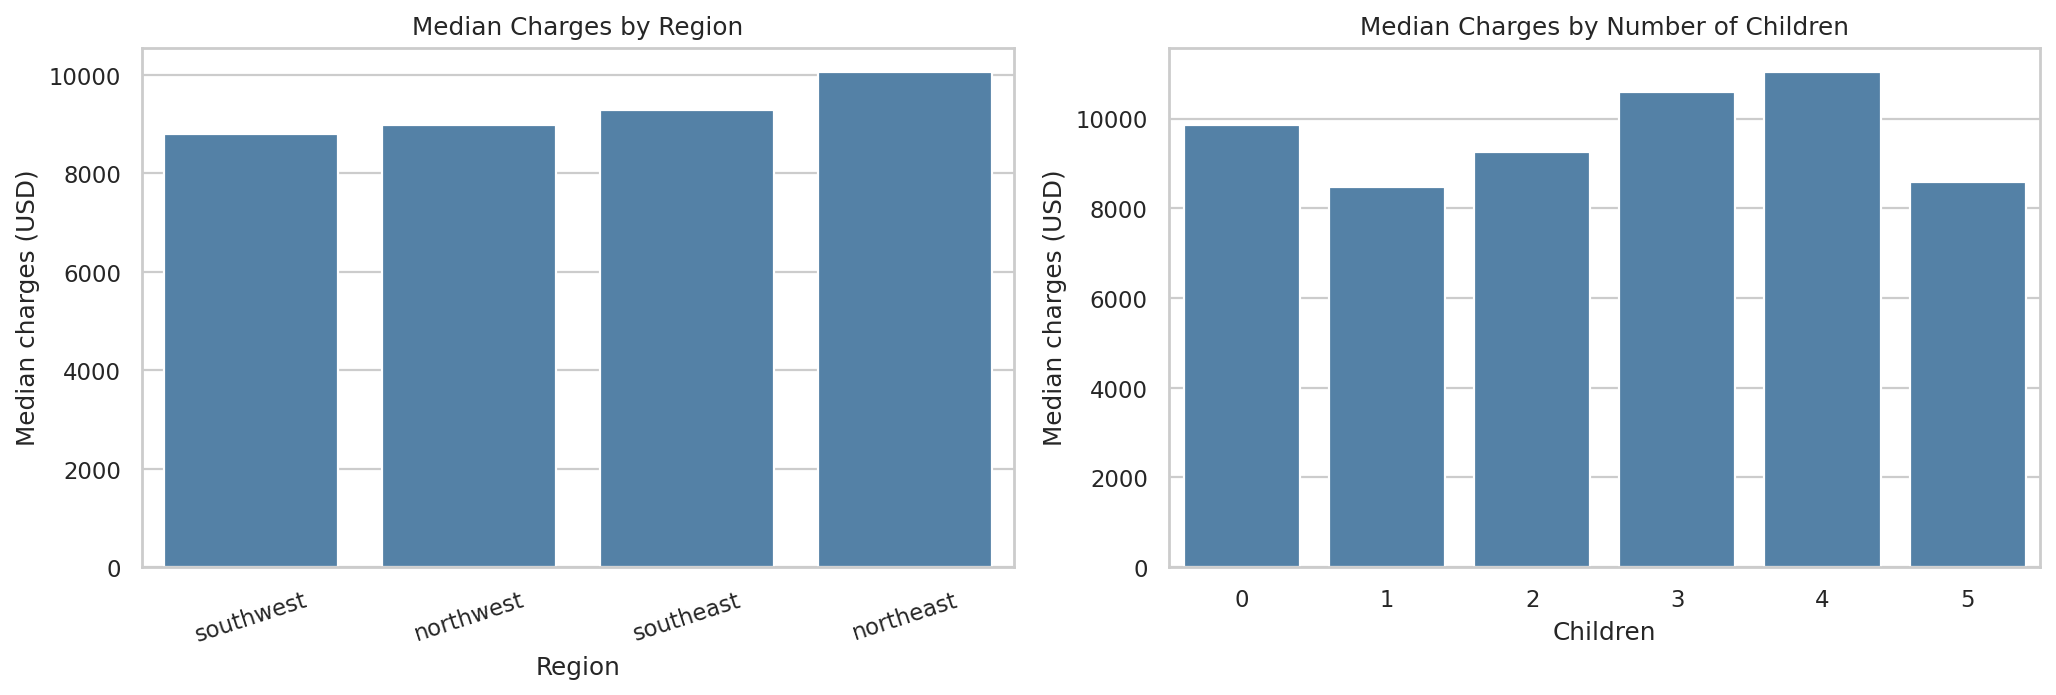 Median Charges by Region
Median charges (USD)
10000
8000
6000
4000
2000
0
southwest
northwest
southeast
northeast
Region
Median Charges by Number of Children
Median charges (USD)
10000
8000
6000
4000
2000
0
0
1
2
3
4
5
Children